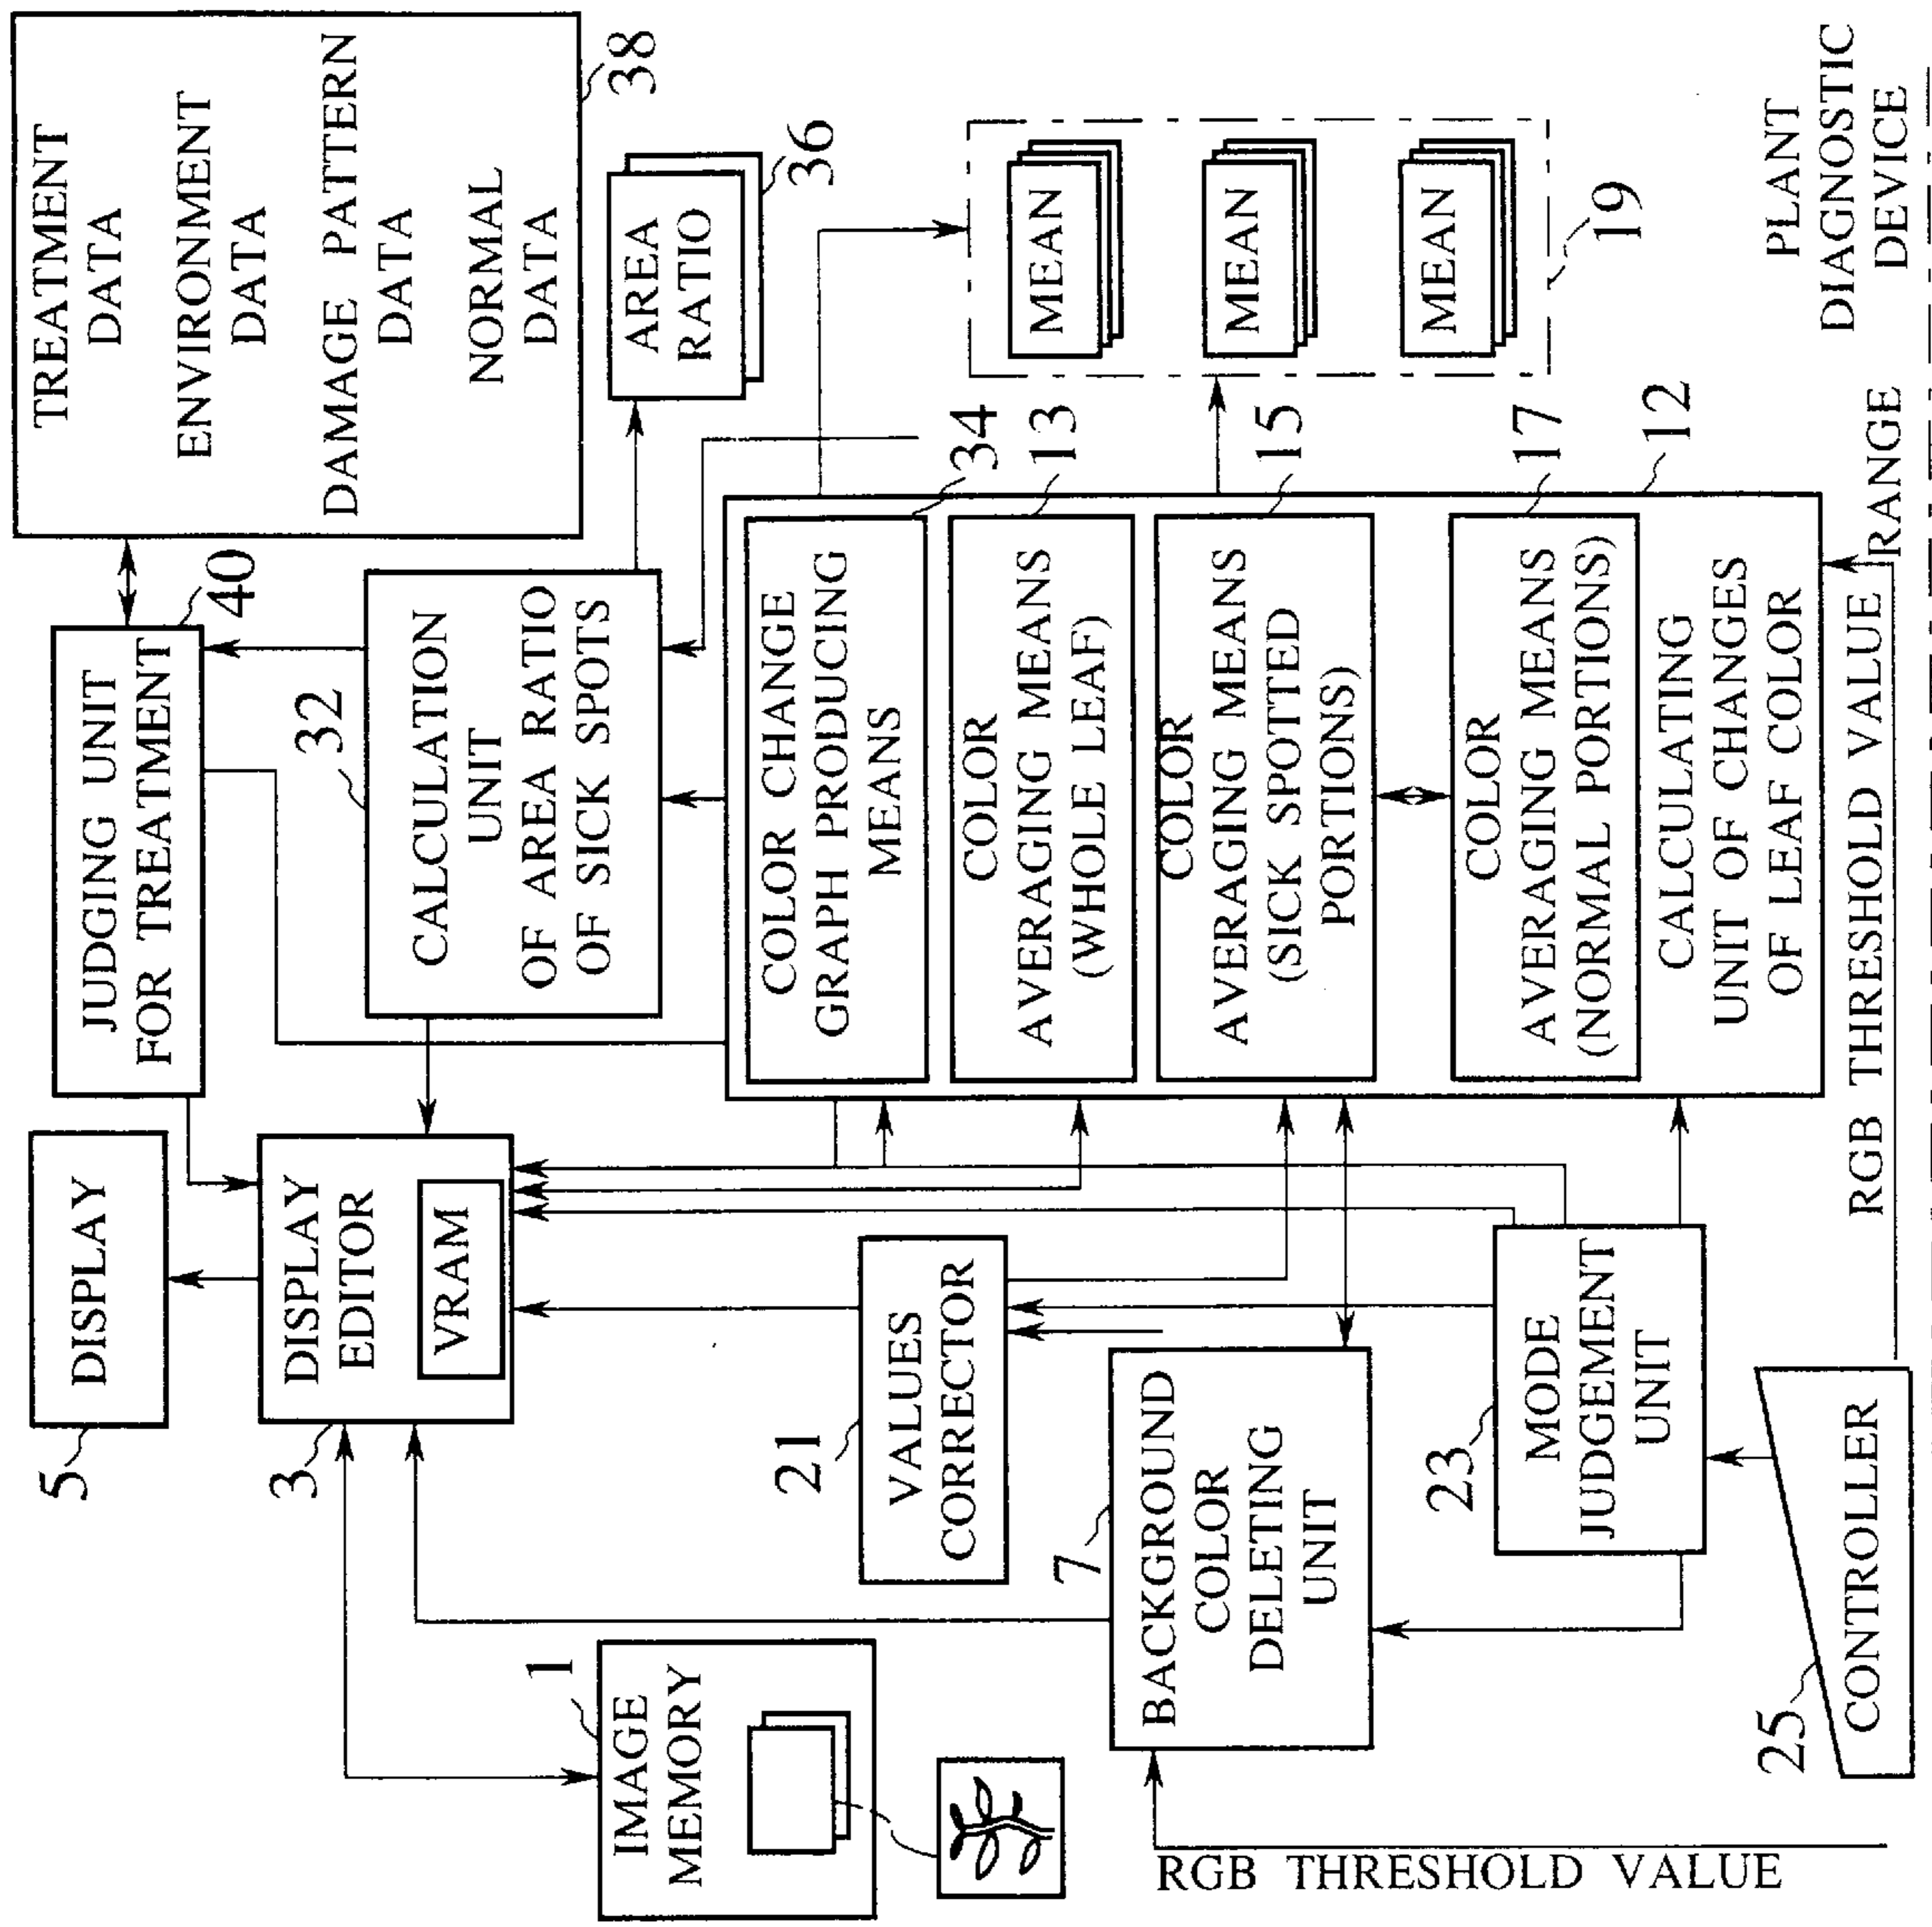 5
DISPLAY
JUDGING UNIT
FOR TREATMENT
40
TREATMENT
DATA
ENVIRONMENT
DATA
DAMAGE PATTERN
DATA
NORMAL
DATA
38
3
DISPLAY
EDITOR
VRAM
32
CALCULATION
UNIT
OF AREA RATIO
OF SICK SPOTS
AREA
RATIO
36
1
IMAGE
MEMORY
21
VALUES
CORRECTOR
COLOR CHANGE
GRAPH PRODUCING
MEANS
34
COLOR
AVERAGING MEANS
(WHOLE LEAF)
13
COLOR
AVERAGING MEANS
(SICK SPOTTED
PORTIONS)
15
COLOR
AVERAGING MEANS
(NORMAL PORTIONS)
17
CALCULATING
UNIT OF CHANGES
OF LEAF COLOR
12
MEAN
MEAN
MEAN
19
7
BACKGROUND
COLOR
DELETING
UNIT
23
MODE
JUDGEMENT
UNIT
25
CONTROLLER
RGB THRESHOLD VALUE
RGB THRESHOLD VALUE RANGE
PLANT
DIAGNOSTIC
DEVICE